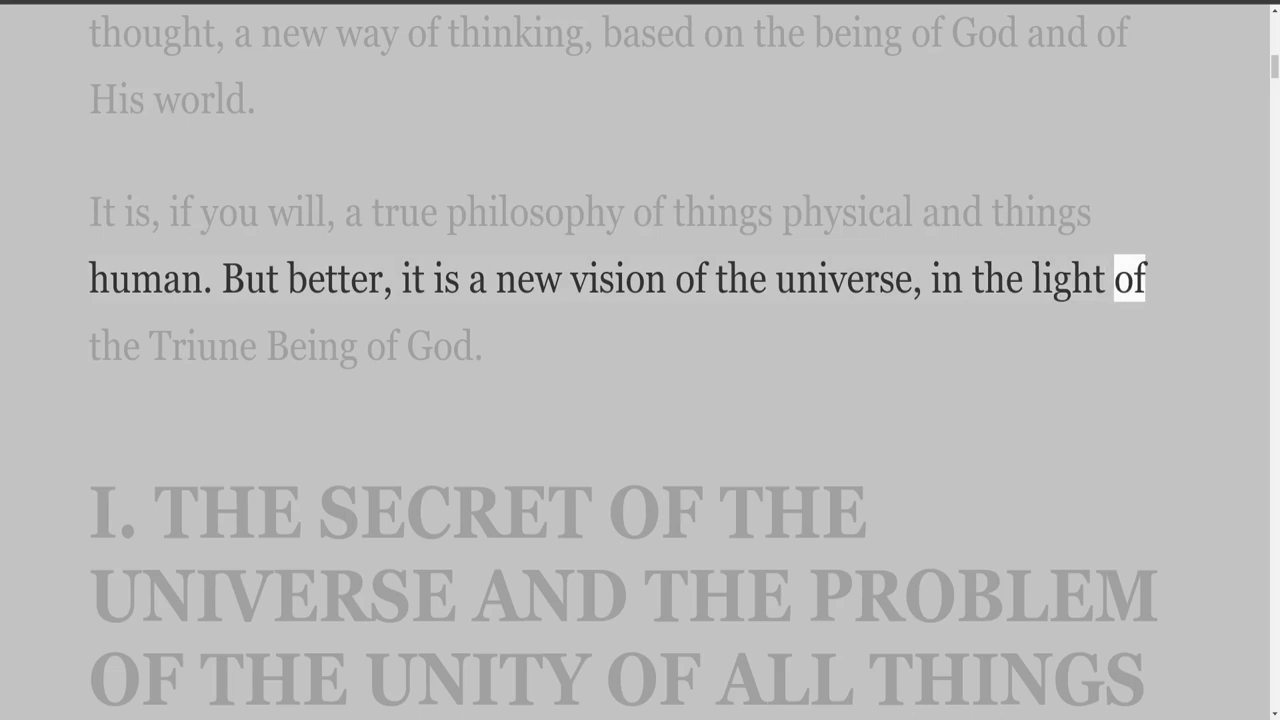 thought, a new way of thinking, based on the being of God and of
His world.
It is, if you will, a true philosophy of things physical and things
human. But better, it is a new vision of the universe, in the light of
the Triune Being of God.
I. THE SECRET OF THE
UNIVERSE AND THE PROBLEM
OF THE UNITY OF ALL THINGS